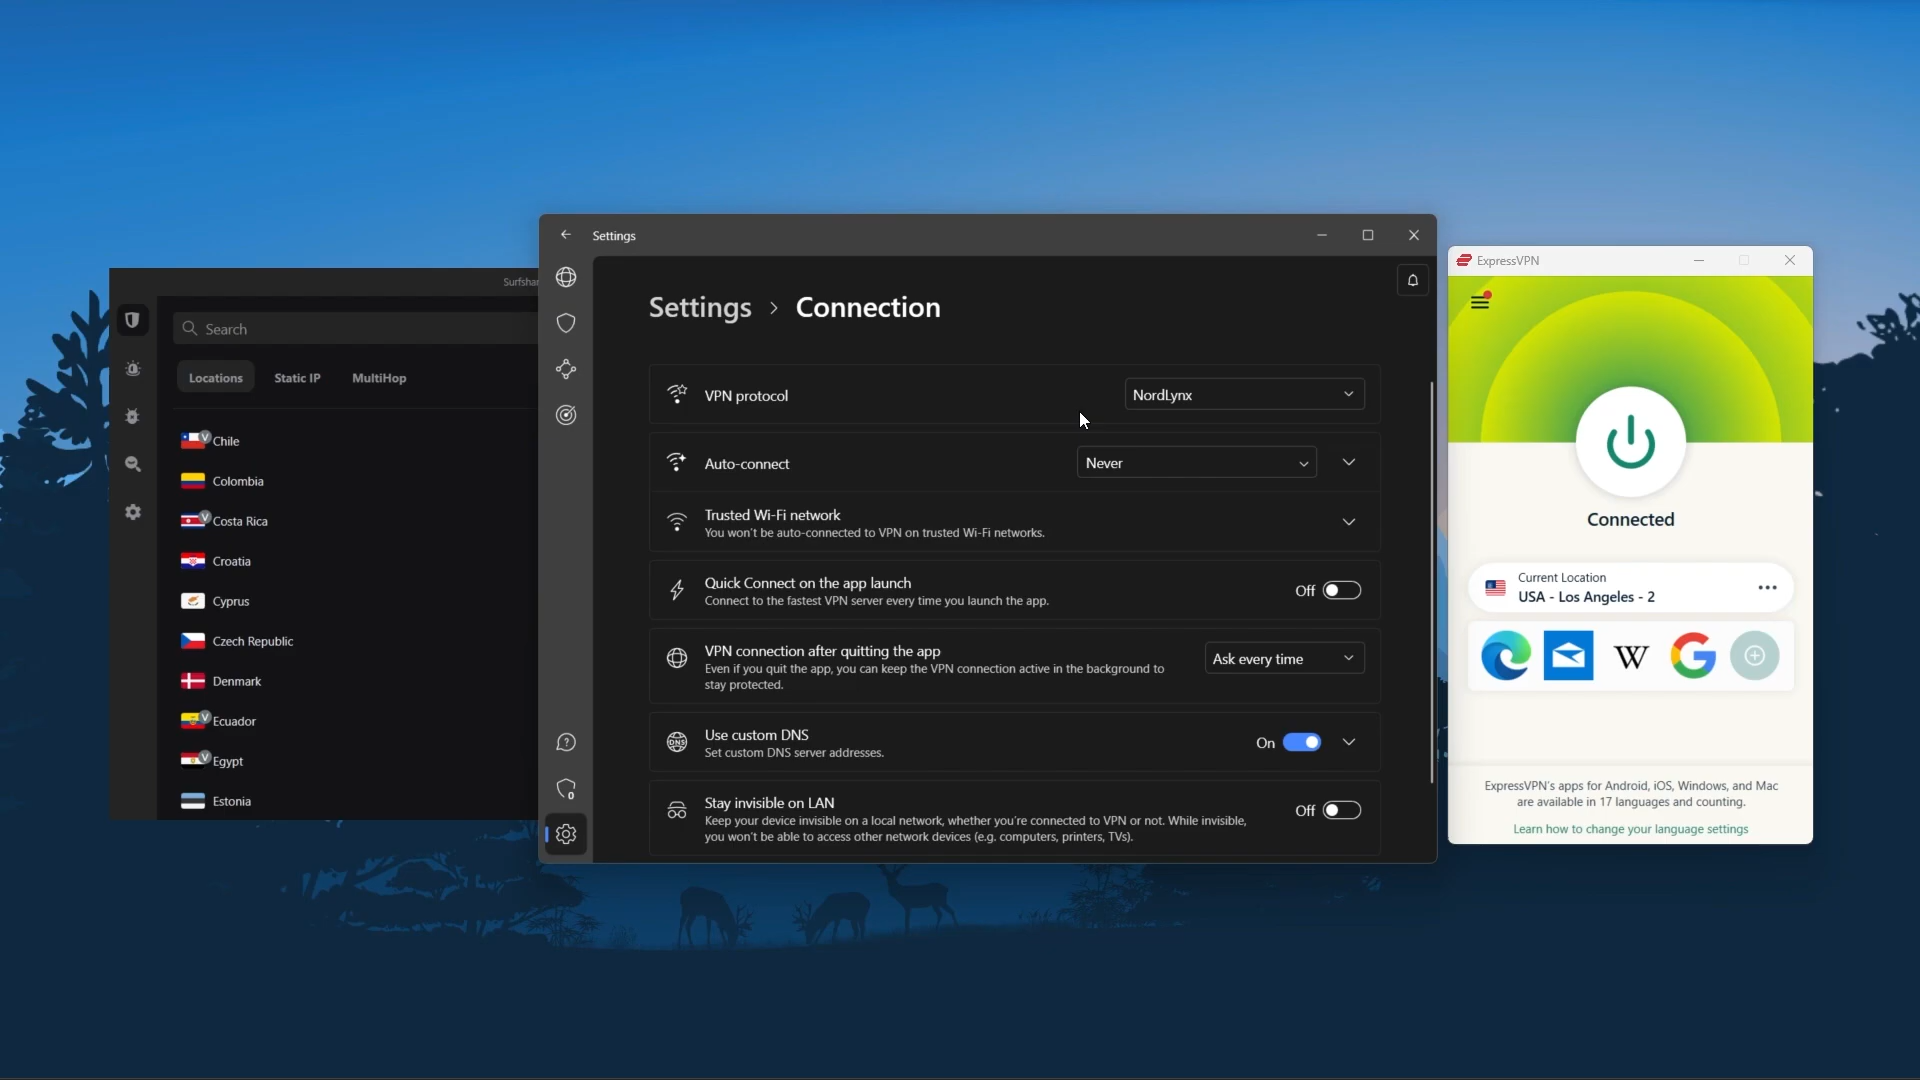 Search
Locations
Static IP
MultiHop
Chile
Colombia
Costa Rica
Croatia
Cyprus
Czech Republic
Denmark
Ecuador
Egypt
Estonia
Settings
Settings > Connection
VPN protocol
NordLynx
Auto-connect
Never
Trusted Wi-Fi network
You won't be auto-connected to VPN on trusted Wi-Fi networks.
Quick Connect on the app launch
Connect to the fastest VPN server every time you launch the app.
Off
VPN connection after quitting the app
Even if you quit the app, you can keep the VPN connection active in the background to
stay protected.
Ask every time
DNS
Use custom DNS
Set custom DNS server addresses.
On
Stay invisible on LAN
Keep your device invisible on a local network, whether you're connected to VPN or not. While invisible,
you won't be able to access other network devices (e.g. computers, printers, TVs).
Off
ExpressVPN
Connected
Current Location
USA - Los Angeles - 2
W
G
ExpressVPN's apps for Android, iOS, Windows, and Mac
are available in 17 languages and counting.
Learn how to change your language settings